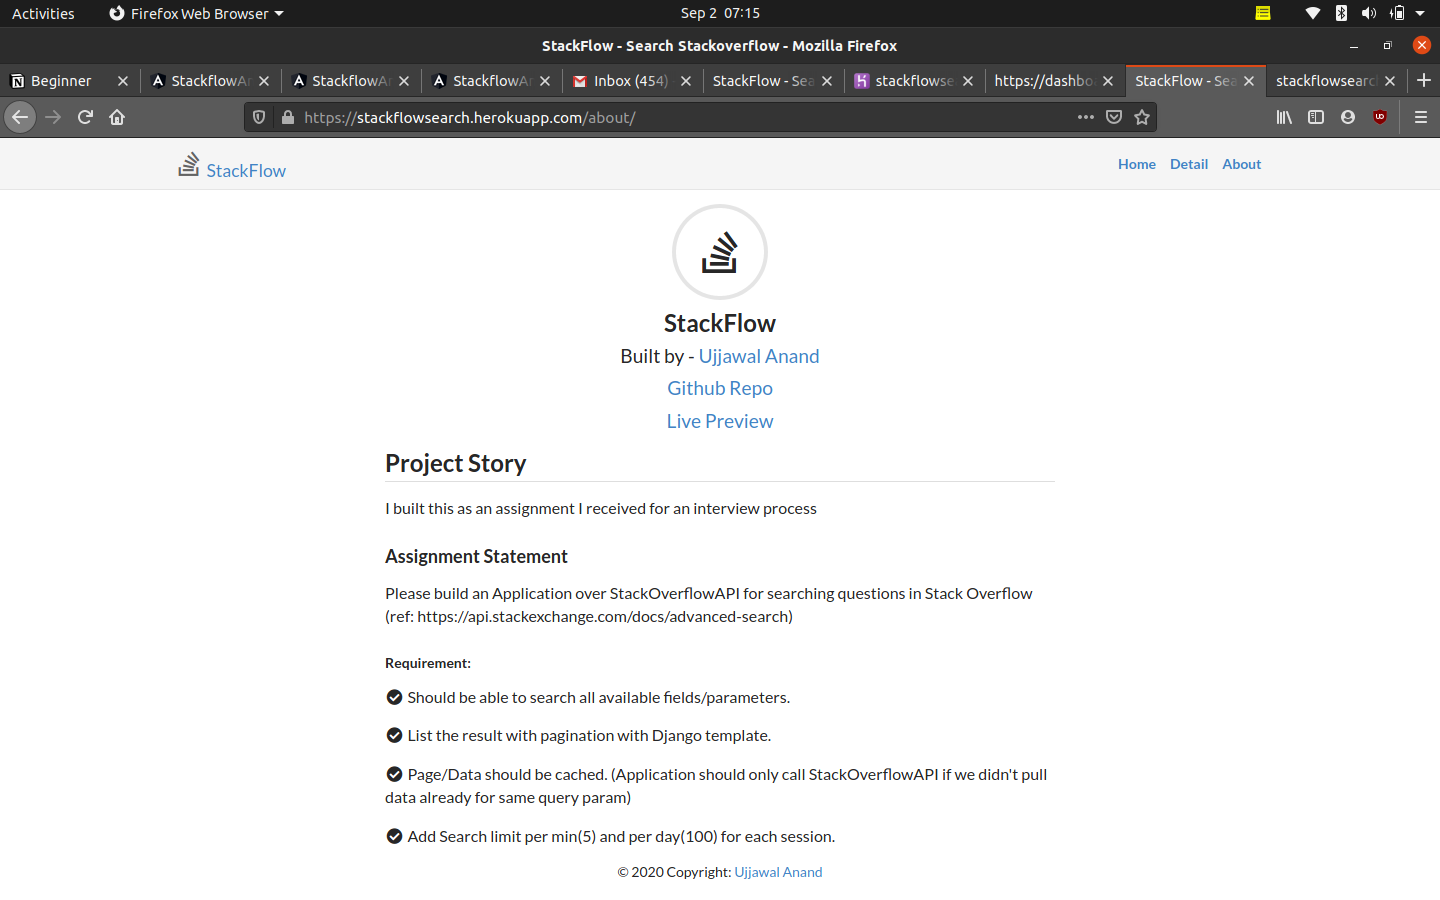 Activities Firefox Web Browser Sep 2 07:15
StackFlow - Search Stackoverflow - Mozilla Firefox
Beginner StackflowAn StackflowAn StackflowAn Inbox (454) StackFlow - Sea stackflowse https://dashbo StackFlow - Sea stackflowsearch
https://stackflowsearch.herokuapp.com/about/
StackFlow Home Detail About
StackFlow
Built by - Ujjawal Anand
Github Repo
Live Preview
Project Story
I built this as an assignment I received for an interview process
Assignment Statement
Please build an Application over StackOverflowAPI for searching questions in Stack Overflow
(ref: https://api.stackexchange.com/docs/advanced-search)
Requirement:
Should be able to search all available fields/parameters.
List the result with pagination with Django template.
Page/Data should be cached. (Application should only call StackOverflowAPI if we didn't pull
data already for same query param)
Add Search limit per min(5) and per day(100) for each session.
© 2020 Copyright: Ujjawal Anand